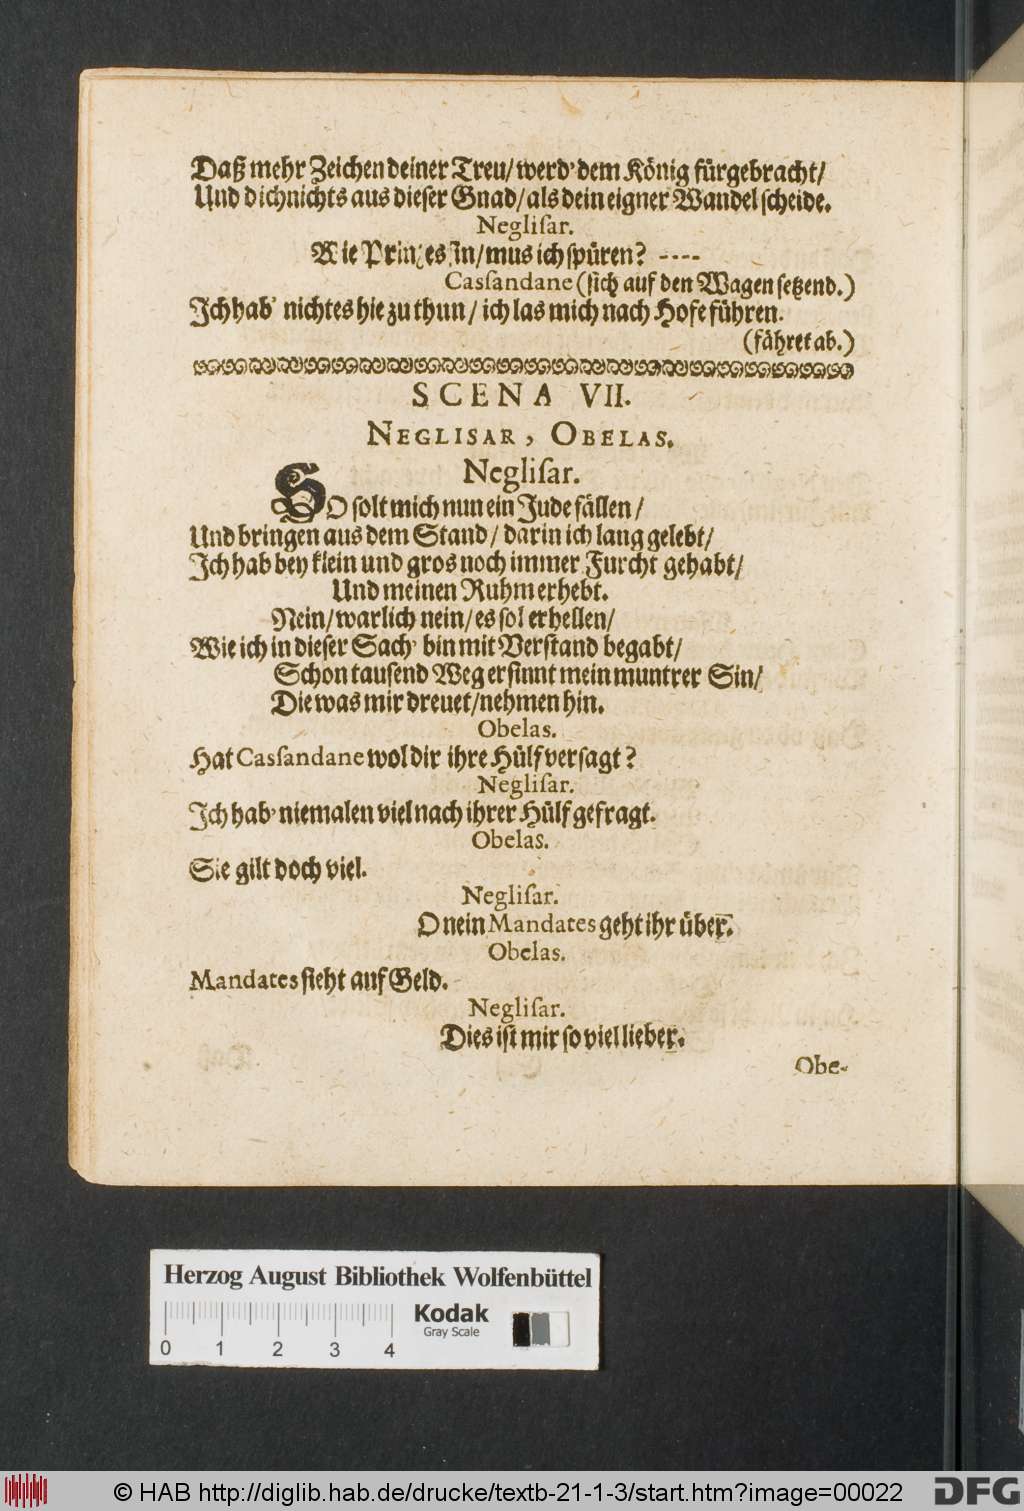 Daß mehr Zeichen deiner Treu/ werd' dem König fürgebracht/
Und dich nichts aus dieser Gnad/ als dein eigner Wandel scheide.
Neglisar.
Wie Princessin/ mus ich spüren? ----
Cassandane (sich auf den Wagen setzend.)
Ich hab' nichtes hie zu thun/ ich las mich nach Hofe führen.
(fähret ab.)
SCENA VII.
NEGLISAR, OBELAS.
Neglisar.
SO solt mich nun ein Jude fällen/
Und bringen aus dem Stand/ darin ich lang gelebt/
Ich hab bey klein und gros noch immer Furcht gehabt/
Und meinen Ruhm erhebt.
Nein/ warlich nein/ es sol erhellen/
Wie ich in dieser Sach' bin mit Verstand begabt/
Schon tausend Weg ersinnt mein muntrer Sin/
Die was mir dreuet/ nehmen hin.
Obelas.
Hat Cassandane wol dir ihre Hülf versagt?
Neglisar.
Ich hab' niemalen viel nach ihrer Hülf gefragt.
Obelas.
Sie gilt doch viel.
Neglisar.
O nein Mandates geht ihr über.
Obelas.
Mandates sieht auf Geld.
Neglisar.
Dies ist mir so viel lieber.
Obe-
Herzog August Bibliothek Wolfenbüttel
Kodak
Gray Scale
0 1 2 3 4
© HAB http://diglib.hab.de/drucke/textb-21-1-3/start.htm?image=00022
DFG